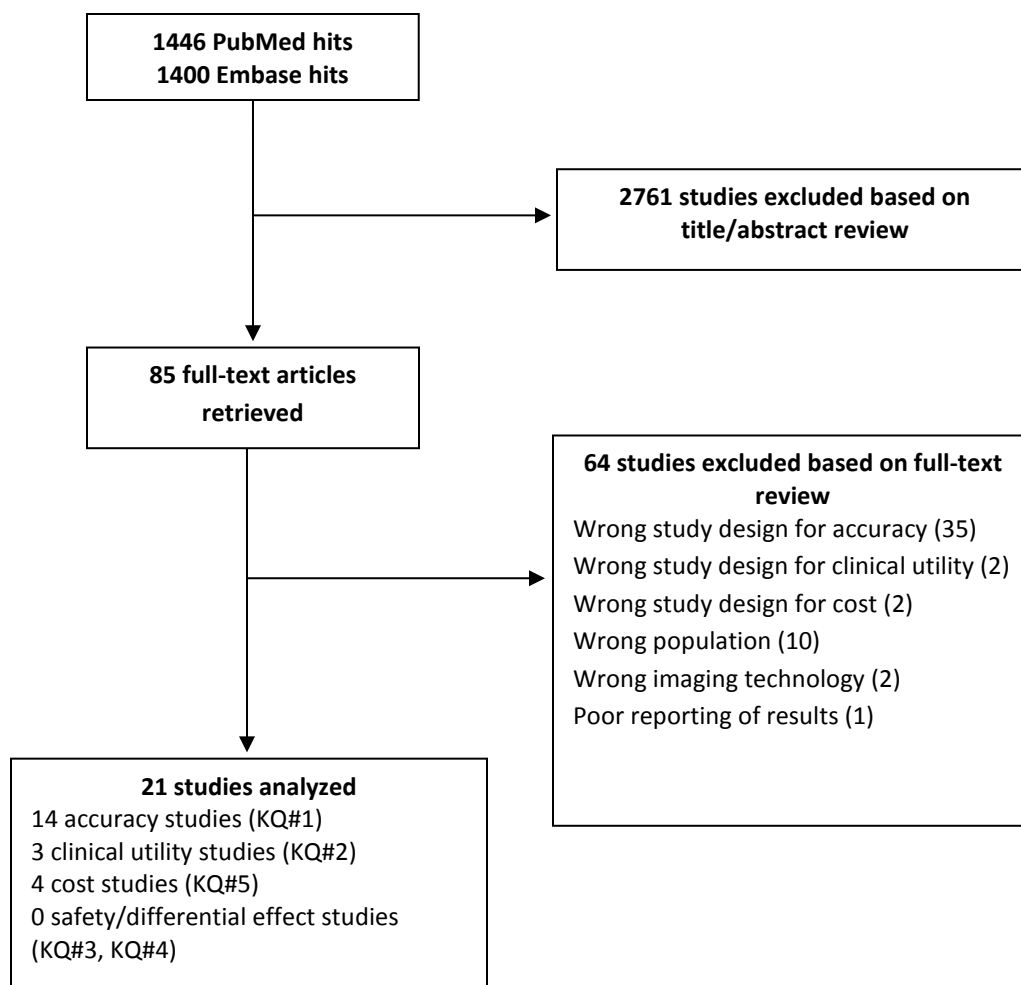 1446 PubMed hits
1400 Embase hits
2761 studies excluded based on
title/abstract review
85 full-text articles
retrieved
64 studies excluded based on full-text
review
Wrong study design for accuracy (35)
Wrong study design for clinical utility (2)
Wrong study design for cost (2)
Wrong population (10)
Wrong imaging technology (2)
Poor reporting of results (1)
21 studies analyzed
14 accuracy studies (KQ#1)
3 clinical utility studies (KQ#2)
4 cost studies (KQ#5)
0 safety/differential effect studies
(KQ#3, KQ#4)